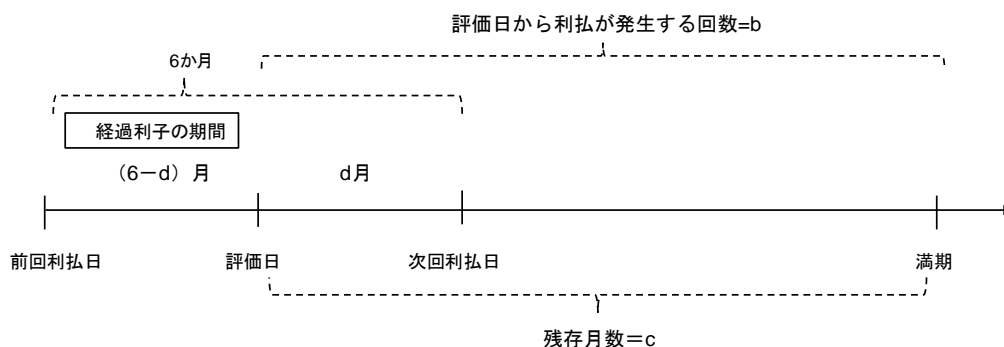 評価日から利払が発生する回数=b
6か月
経過利子の期間
(6－d)月
d月
前回利払日
評価日
次回利払日
満期
残存月数＝c